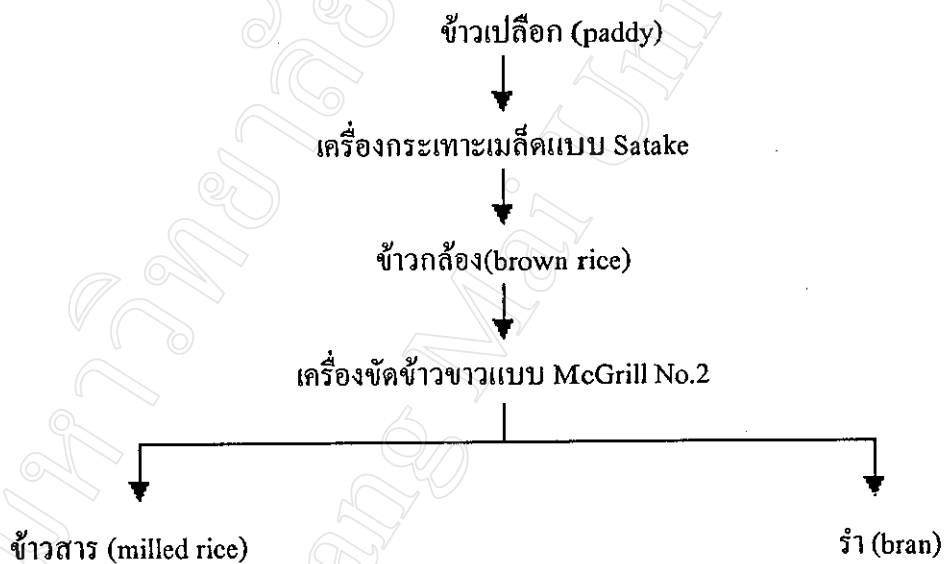 ข้าวเปลือก (paddy)
เครื่องกระเทาะเมล็ดแบบ Satake
ข้าวกล้อง(brown rice)
เครื่องขัดข้าวขาวแบบ McGrill No.2
ข้าวสาร (milled rice)
รำ (bran)